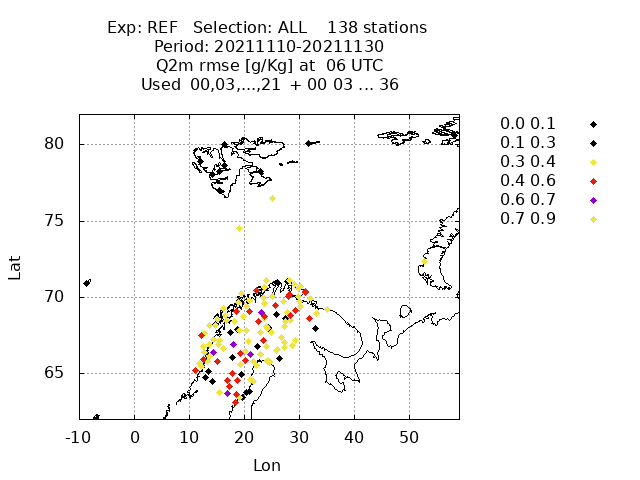 Exp: REF Selection: ALL 138 stations
Period: 20211110-20211130
Q2m rmse [g/Kg] at 06 UTC
Used 00,03,...,21 + 00 03 ... 36
0.0 0.1
0.1 0.3
0.3 0.4
0.4 0.6
0.6 0.7
0.7 0.9
80
75
70
65
Lat
-10 0 10 20 30 40 50
Lon